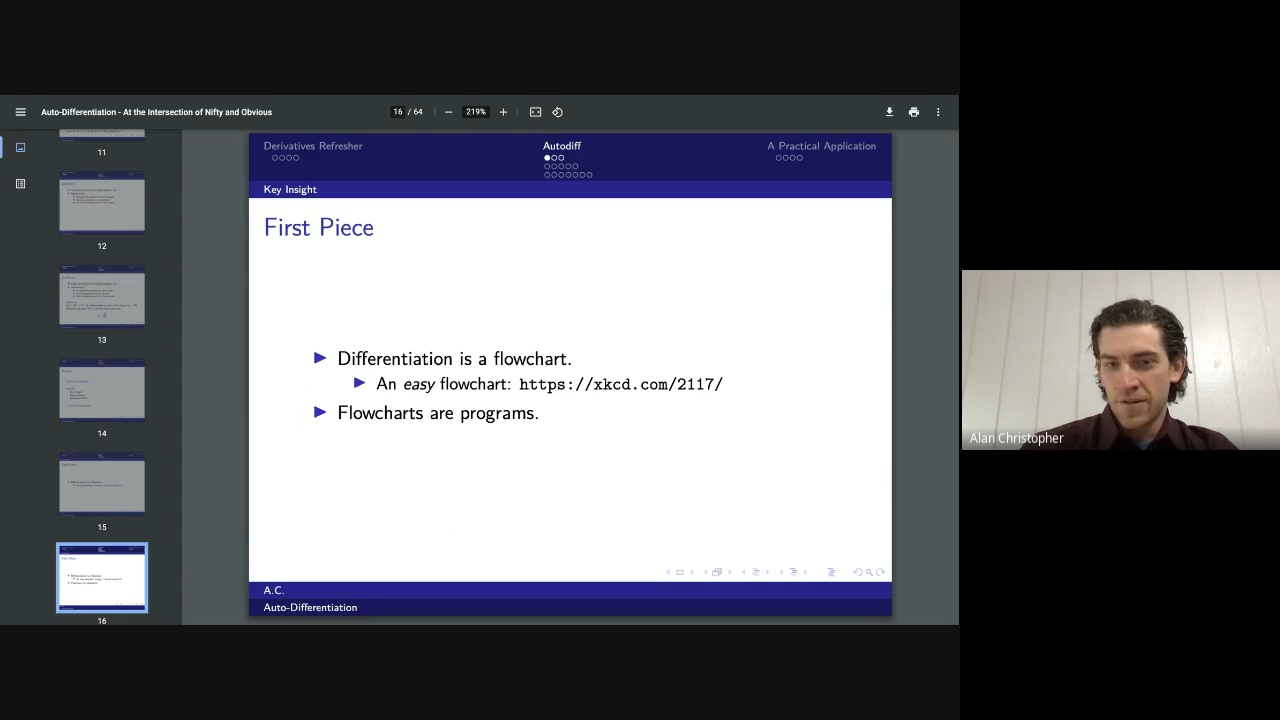 Auto-Differentiation - At the Intersection of Nifty and Obvious
16 / 64
219%
11
12
13
14
15
16
Derivatives Refresher
Autodiff
A Practical Application
Key Insight
First Piece
Differentiation is a flowchart.
An easy flowchart: https://xkcd.com/2117/
Flowcharts are programs.
A.C.
Auto-Differentiation
Alan Christopher